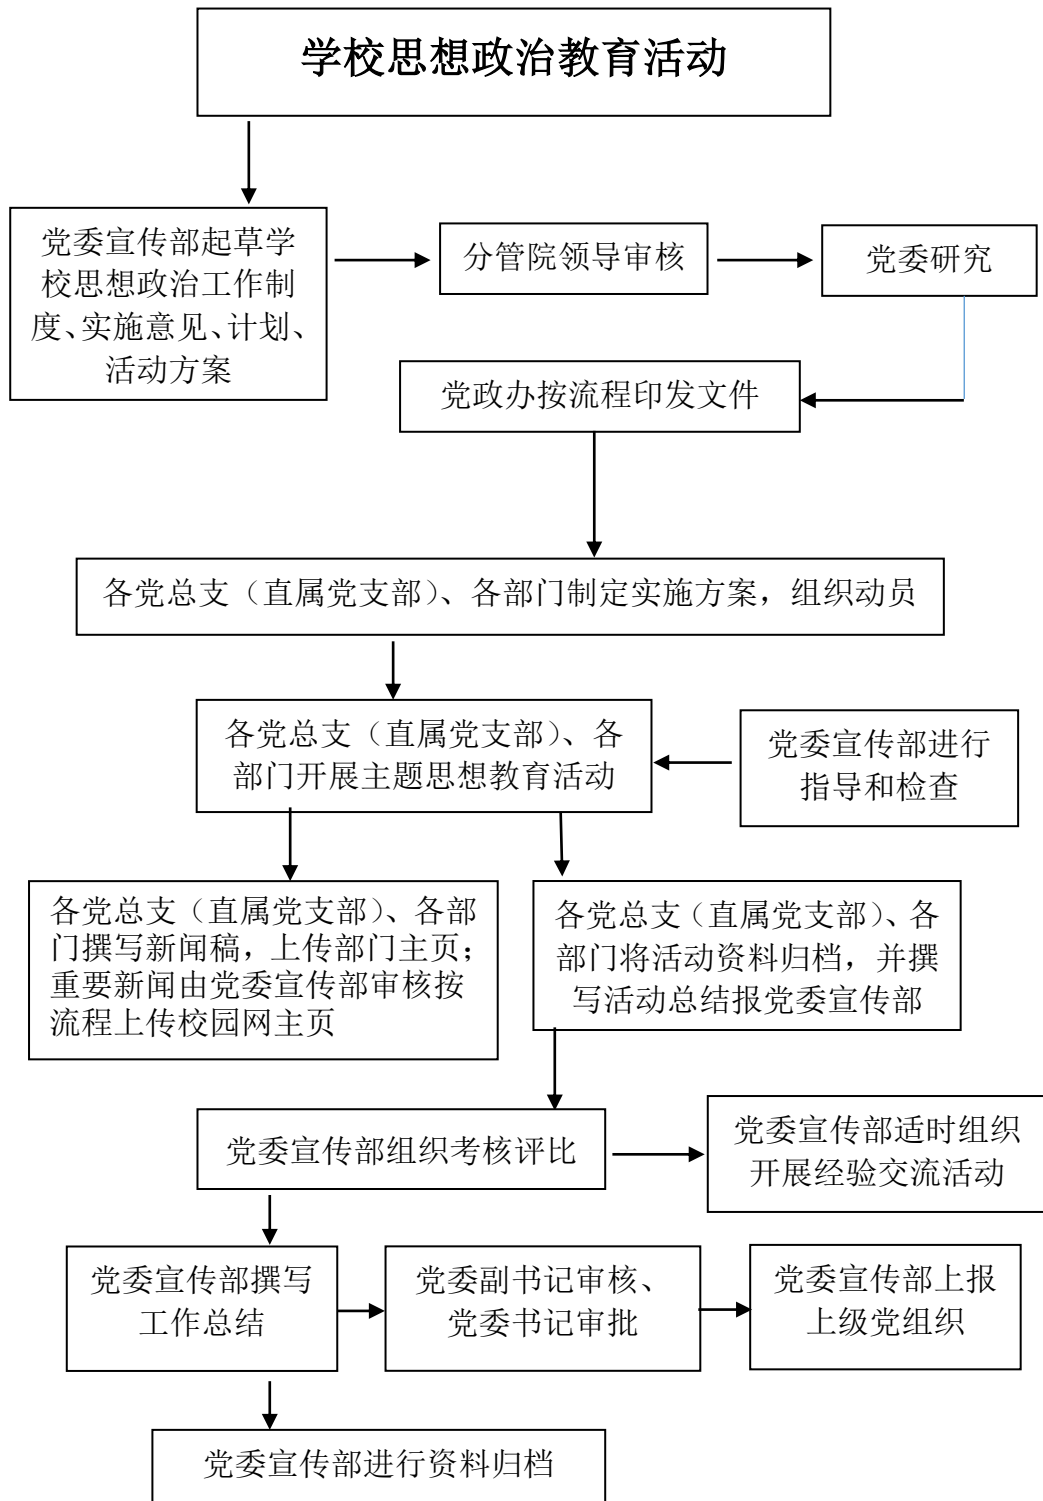 学校思想政治教育活动
党委宣传部起草学
校思想政治工作制
度、实施意见、计划、
活动方案
分管院领导审核
党委研究
党政办按流程印发文件
各党总支（直属党支部）、各部门制定实施方案，组织动员
各党总支（直属党支部）、各
部门开展主题思想教育活动
党委宣传部进行
指导和检查
各党总支（直属党支部）、各部
门撰写新闻稿，上传部门主页；
重要新闻由党委宣传部审核按
流程上传校园网主页
各党总支（直属党支部）、各
部门将活动资料归档，并撰
写活动总结报党委宣传部
党委宣传部组织考核评比
党委宣传部适时组织
开展经验交流活动
党委宣传部撰写
工作总结
党委副书记审核、
党委书记审批
党委宣传部上报
上级党组织
党委宣传部进行资料归档